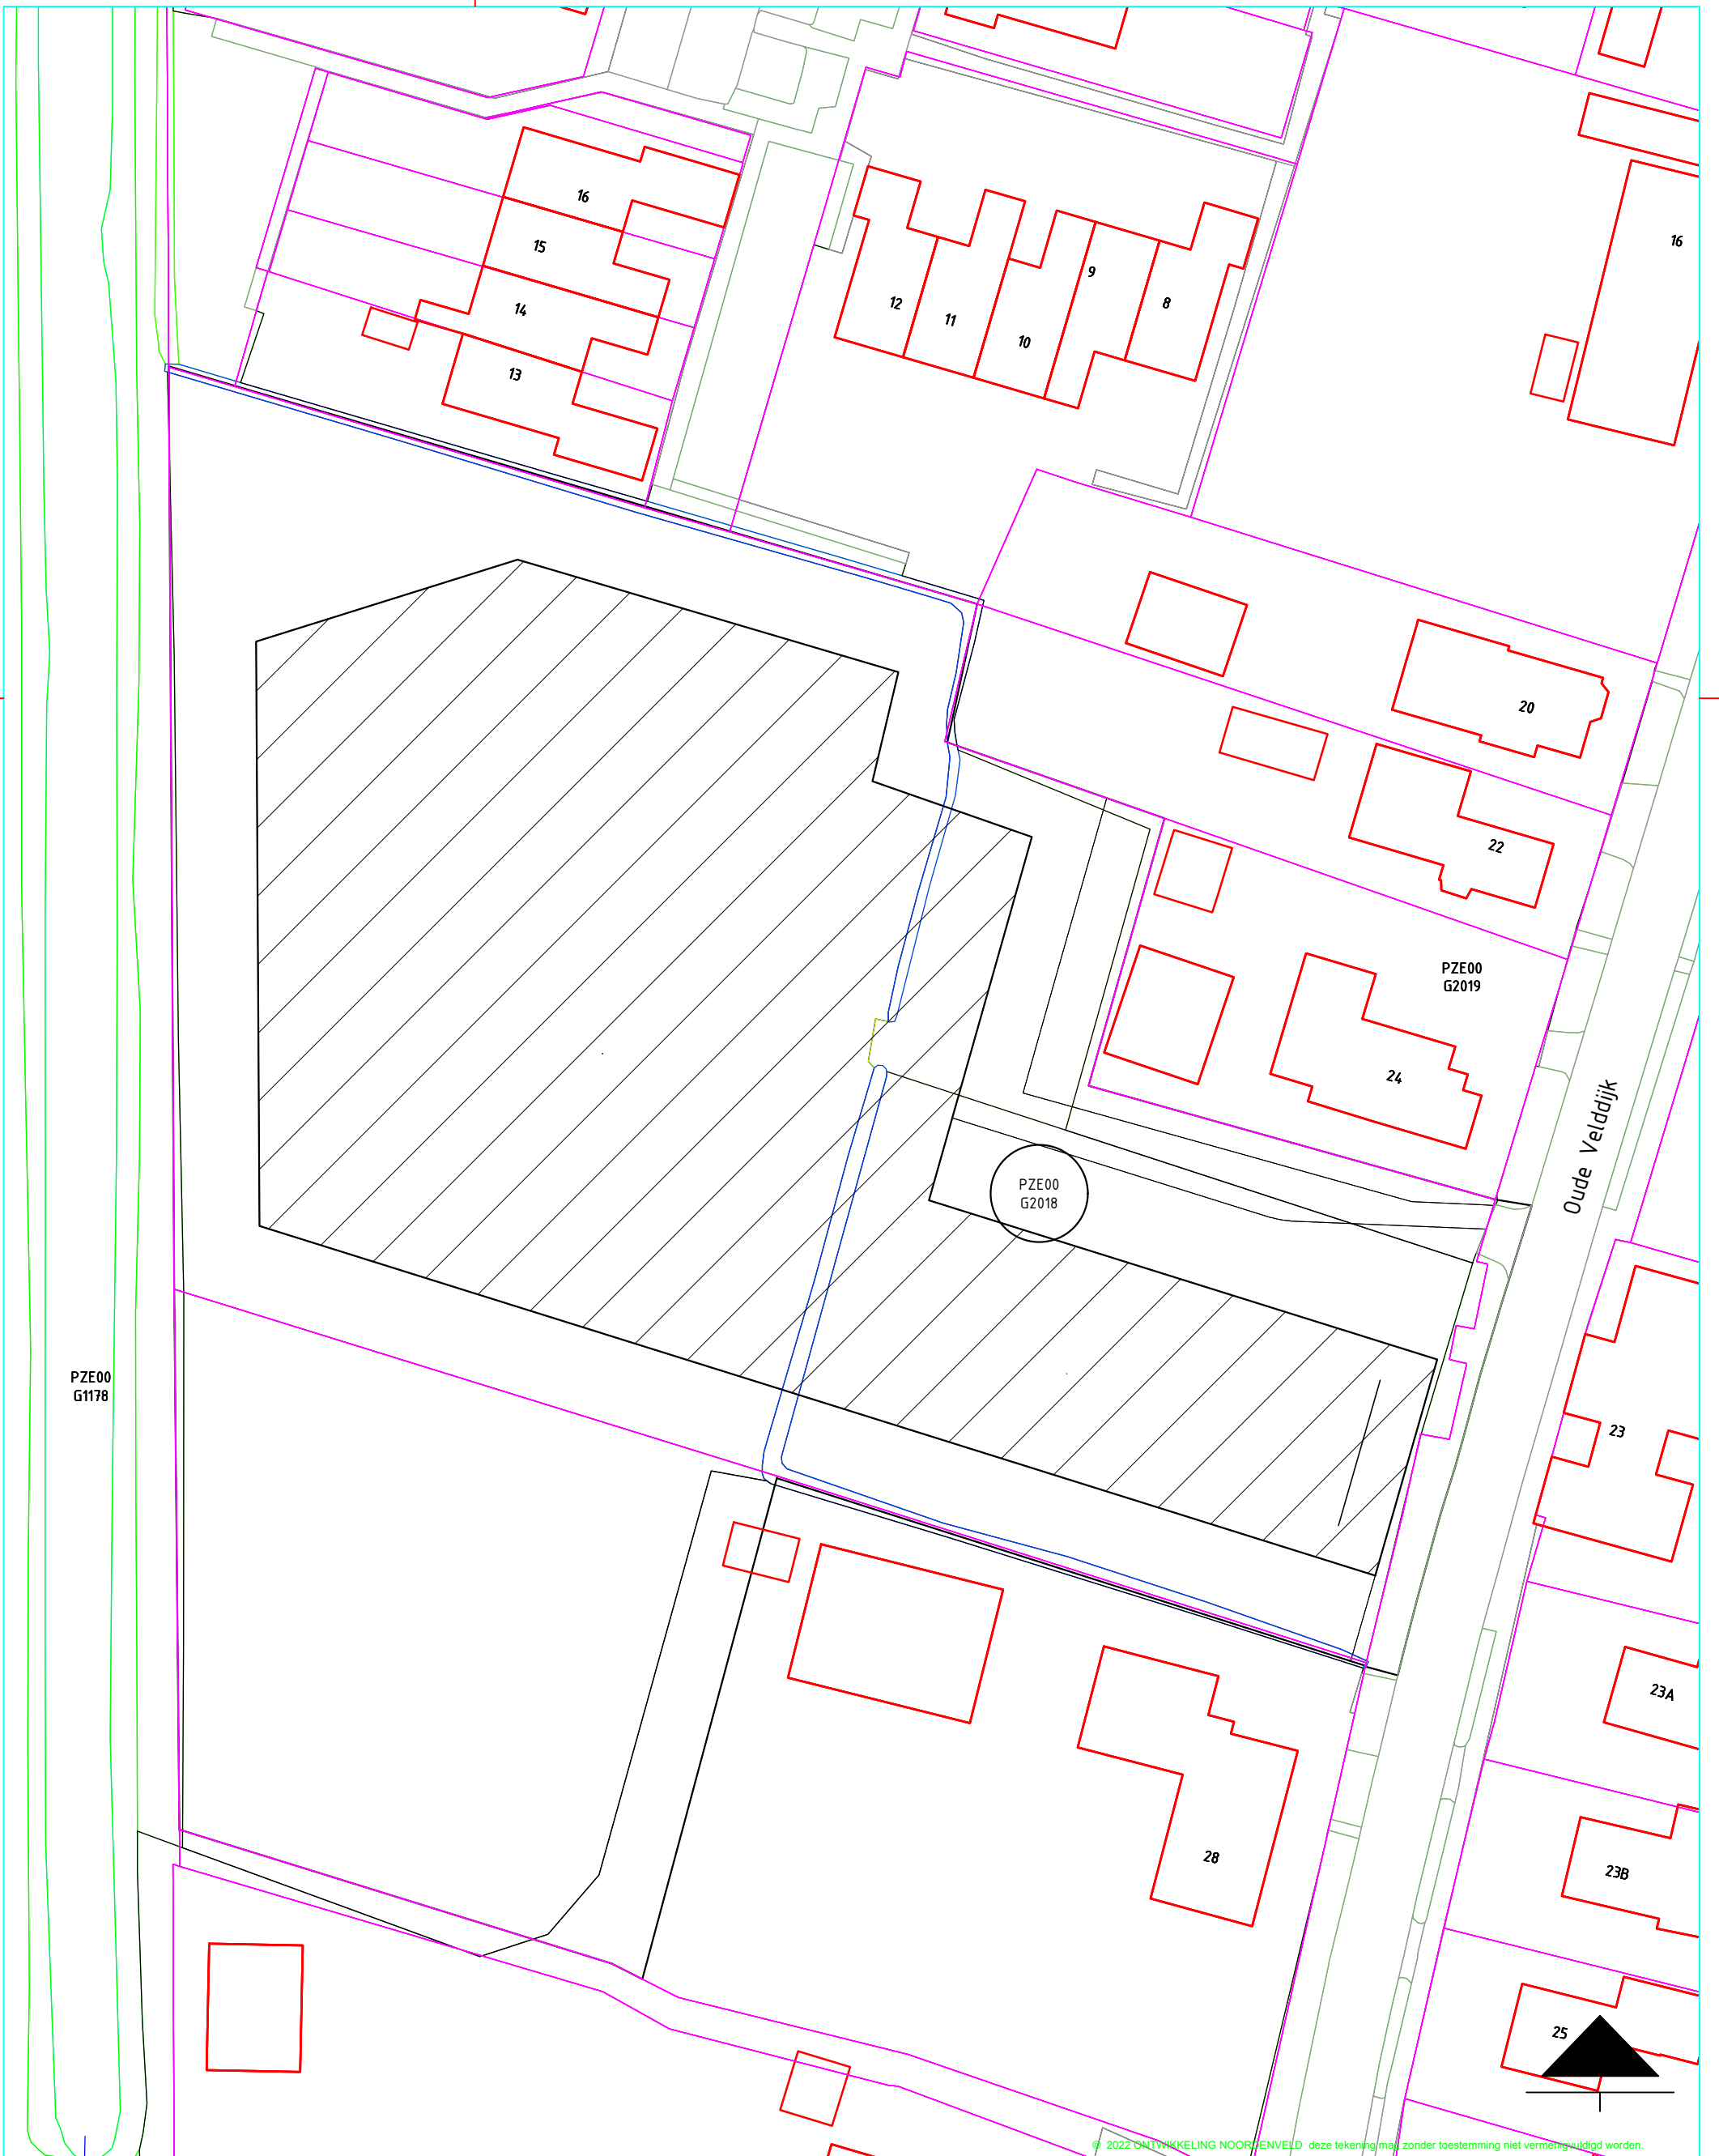 16
15
14
13
12
11
10
9
8
16
20
22
PZE00
G2019
24
Oude Velddijk
PZE00
G2018
PZE00
G1178
23
23A
28
23B
25
© 2022 ONTWIKKELING NOORDENVELD deze tekening mag zonder toestemming niet vermenigvuldigd worden.